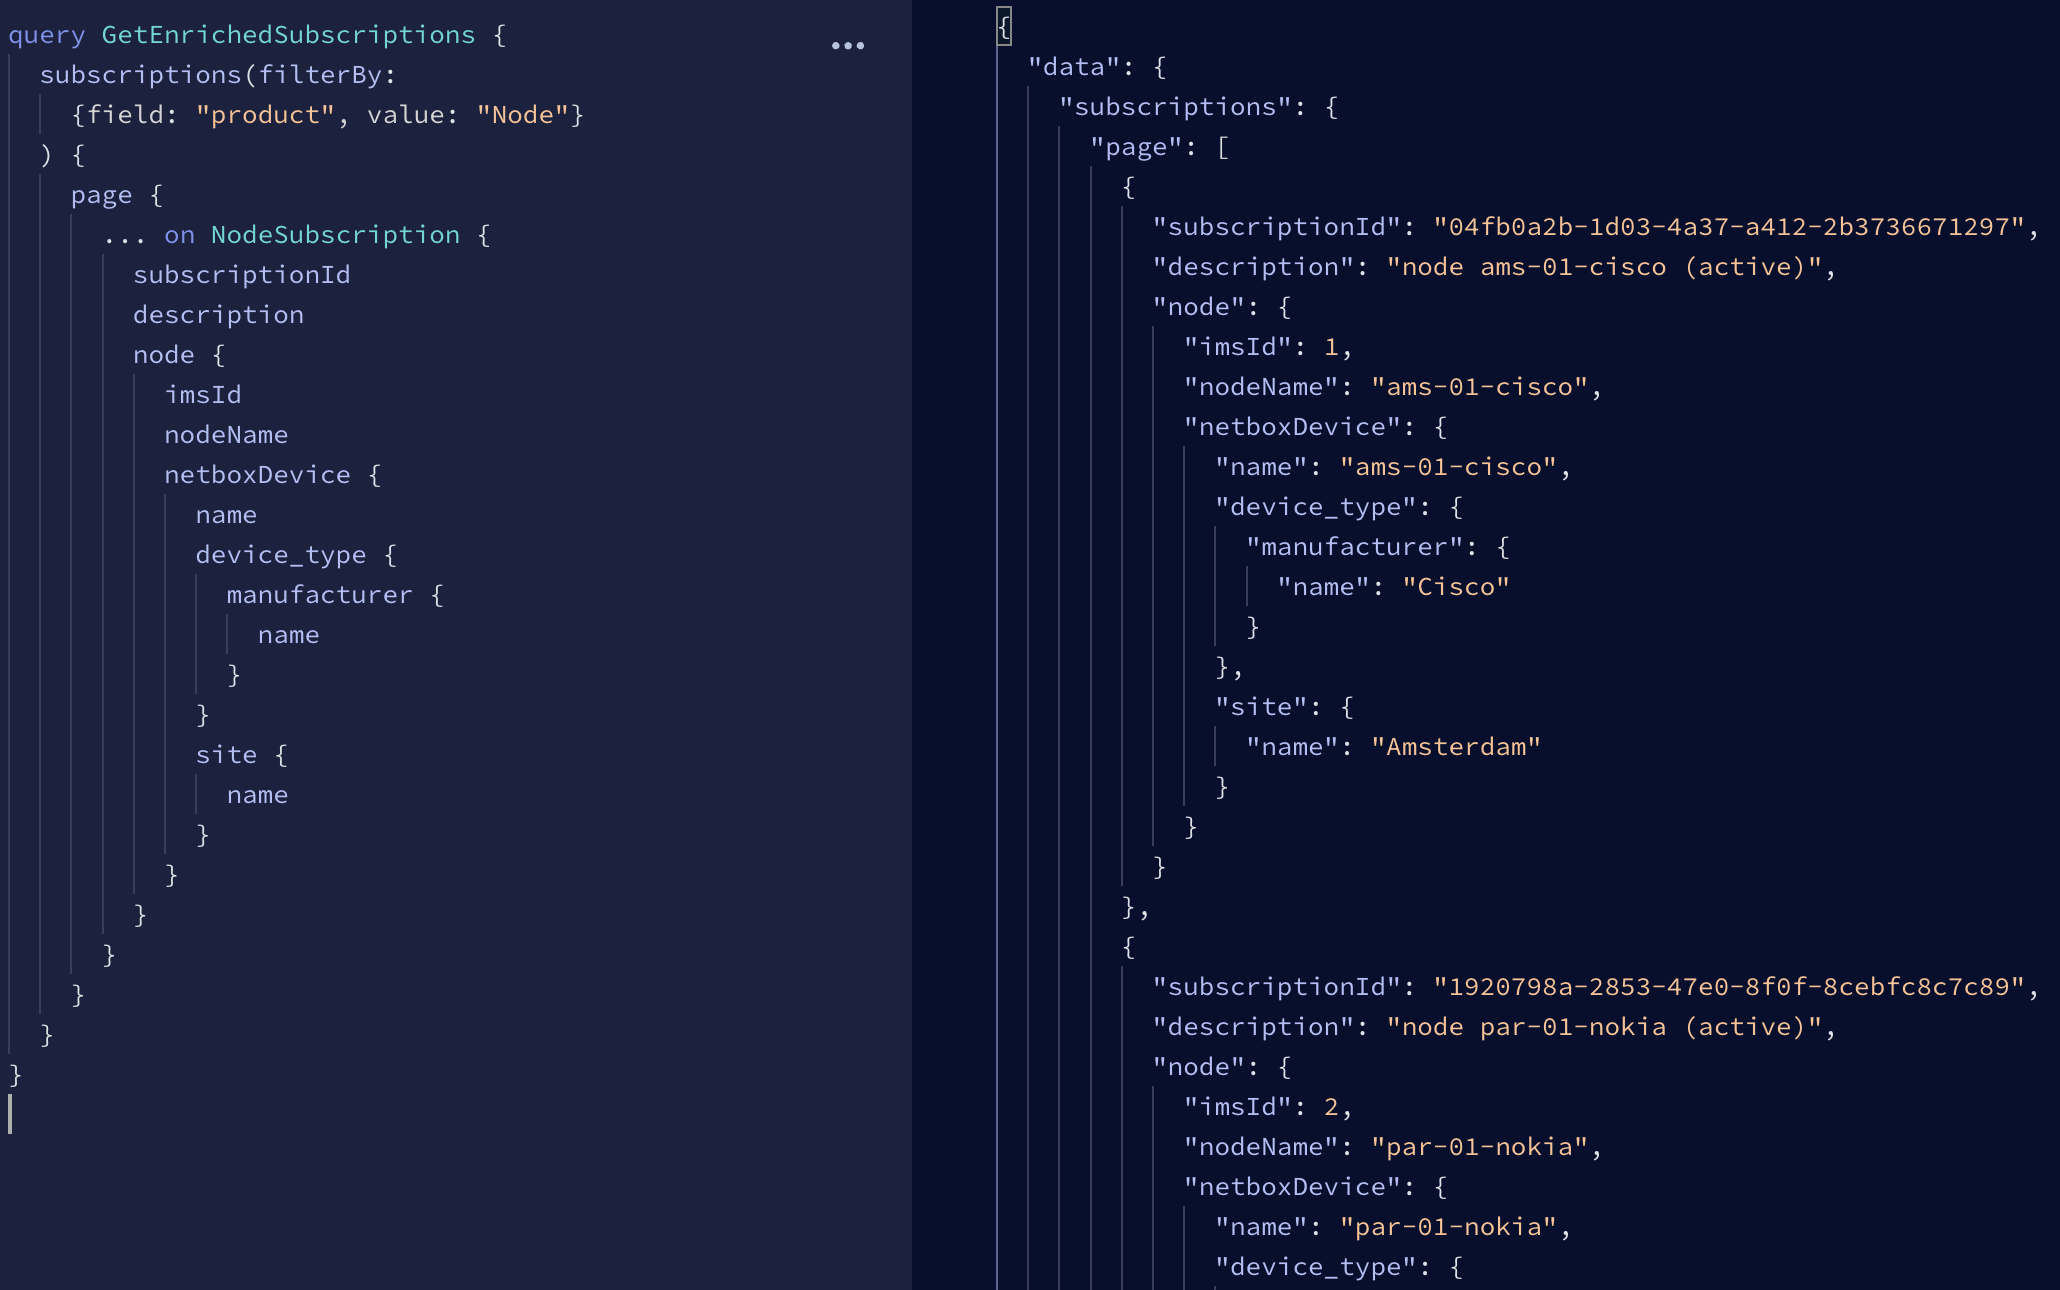 query GetEnrichedSubscriptions {
  subscriptions(filterBy:
    {field: "product", value: "Node"}
  ) {
    page {
      ... on NodeSubscription {
        subscriptionId
        description
        node {
          imsId
          nodeName
          netboxDevice {
            name
            device_type {
              manufacturer {
                name
              }
            }
            site {
              name
            }
          }
        }
      }
    }
  }
}
{
  "data": {
    "subscriptions": {
      "page": [
        {
          "subscriptionId": "04fb0a2b-1d03-4a37-a412-2b3736671297",
          "description": "node ams-01-cisco (active)",
          "node": {
            "imsId": 1,
            "nodeName": "ams-01-cisco",
            "netboxDevice": {
              "name": "ams-01-cisco",
              "device_type": {
                "manufacturer": {
                  "name": "Cisco"
                }
              },
              "site": {
                "name": "Amsterdam"
              }
            }
          }
        },
        {
          "subscriptionId": "1920798a-2853-47e0-8f0f-8cebfc8c7c89",
          "description": "node par-01-nokia (active)",
          "node": {
            "imsId": 2,
            "nodeName": "par-01-nokia",
            "netboxDevice": {
              "name": "par-01-nokia",
              "device_type": {